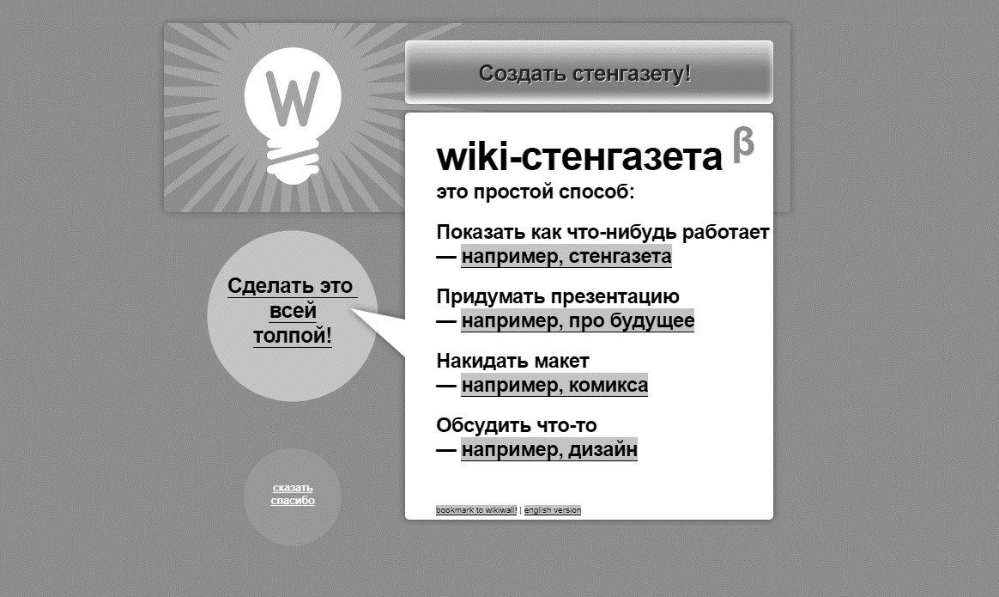 W
Создать стенгазету!
wiki-стенгазета β
это простой способ:
Показать как что-нибудь работает
— например, стенгазета
Придумать презентацию
— например, про будущее
Накидать макет
— например, комикса
Обсудить что-то
— например, дизайн
bookmark to wikiwall! | english version
Сделать это
всей
толпой!
сказать
спасибо